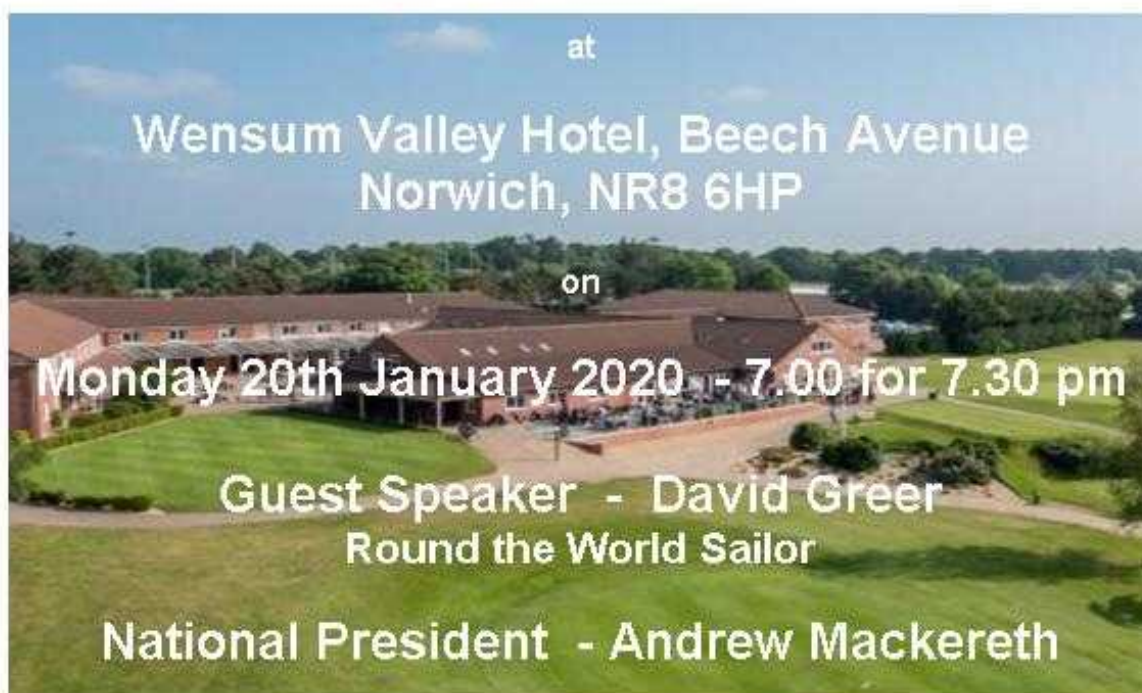 at
Wensum Valley Hotel, Beech Avenue
Norwich, NR8 6HP
on
Monday 20th January 2020 - 7.00 for 7.30 pm
Guest Speaker - David Greer
Round the World Sailor
National President - Andrew Mackereth